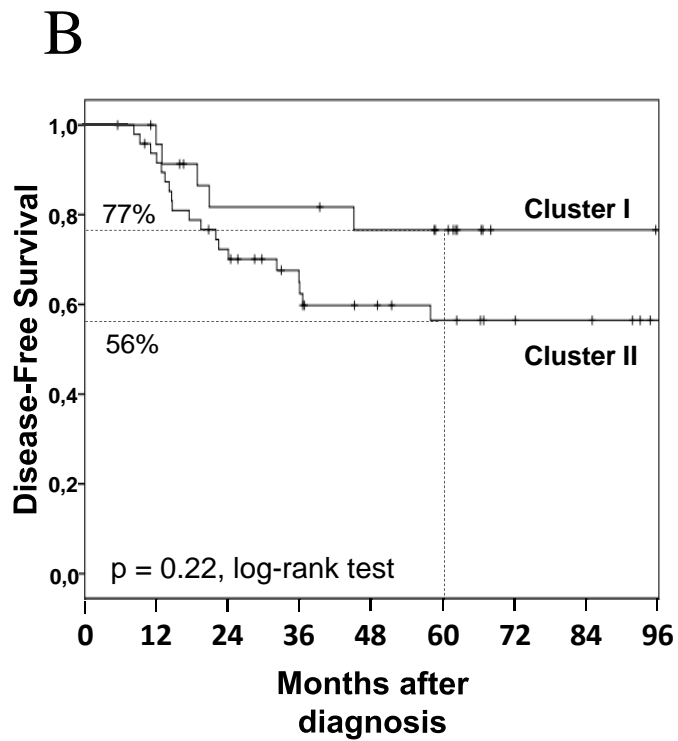 B
Disease-Free Survival
1,0
0,8
0,6
0,4
0,2
0,0
77%
Cluster I
56%
Cluster II
p = 0.22, log-rank test
0 12 24 36 48 60 72 84 96
Months after
diagnosis